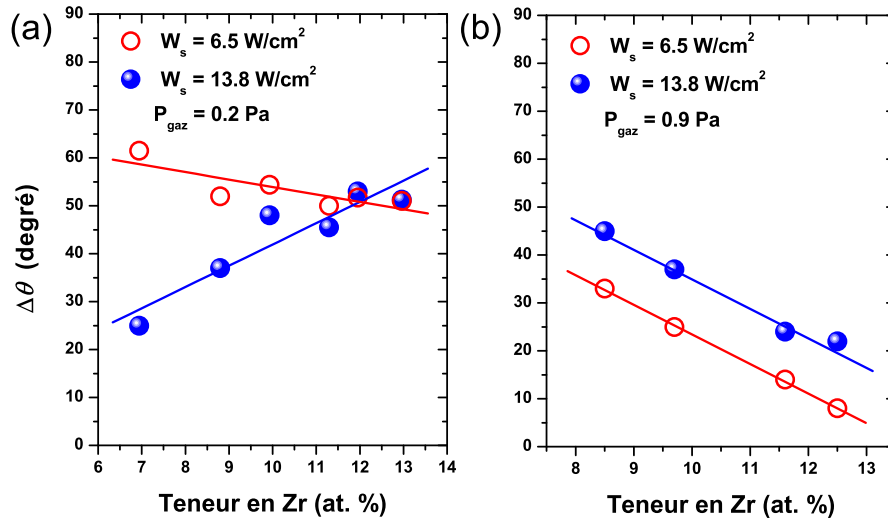 (a)
W_s = 6.5 W/cm²
W_s = 13.8 W/cm²
P_gaz = 0.2 Pa
90
80
70
60
50
40
30
20
10
0
Δθ (degré)
6 7 8 9 10 11 12 13 14
Teneur en Zr (at. %)
(b)
W_s = 6.5 W/cm²
W_s = 13.8 W/cm²
P_gaz = 0.9 Pa
90
80
70
60
50
40
30
20
10
0
8 9 10 11 12 13
Teneur en Zr (at. %)